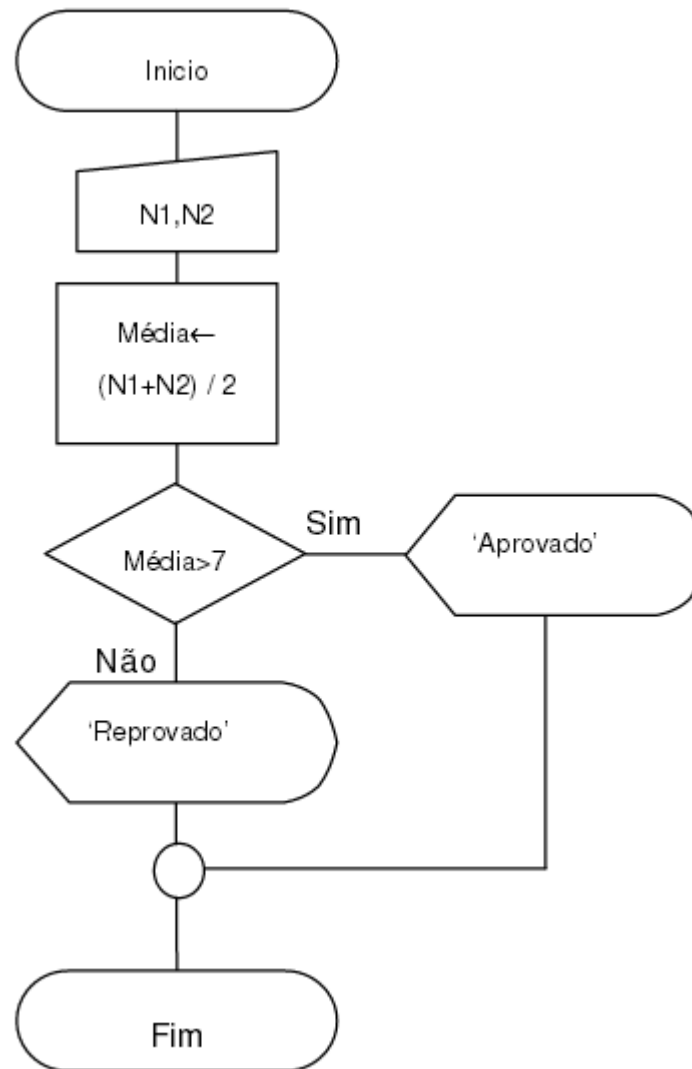 Inicio
N1,N2
Média←
(N1+N2) / 2
Média>7
Sim
'Aprovado'
Não
'Reprovado'
Fim